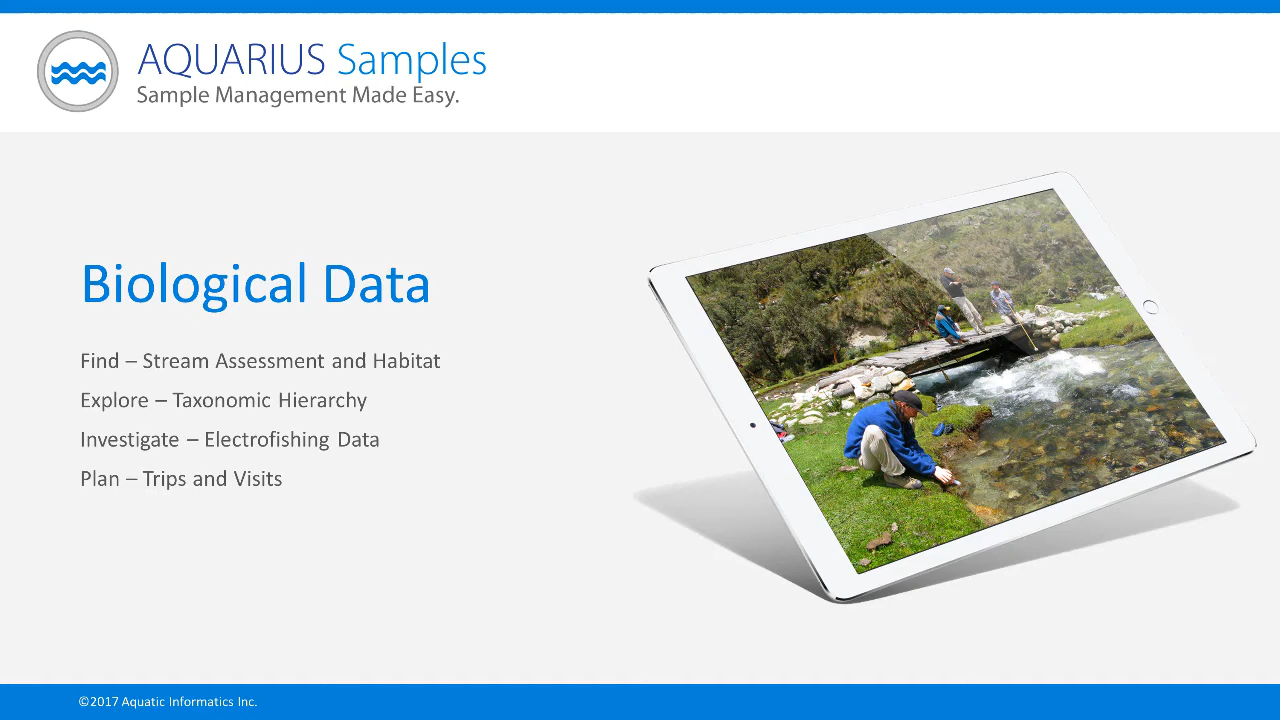 AQUARIUS Samples
Sample Management Made Easy.
Biological Data
Find – Stream Assessment and Habitat
Explore – Taxonomic Hierarchy
Investigate – Electrofishing Data
Plan – Trips and Visits
©2017 Aquatic Informatics Inc.